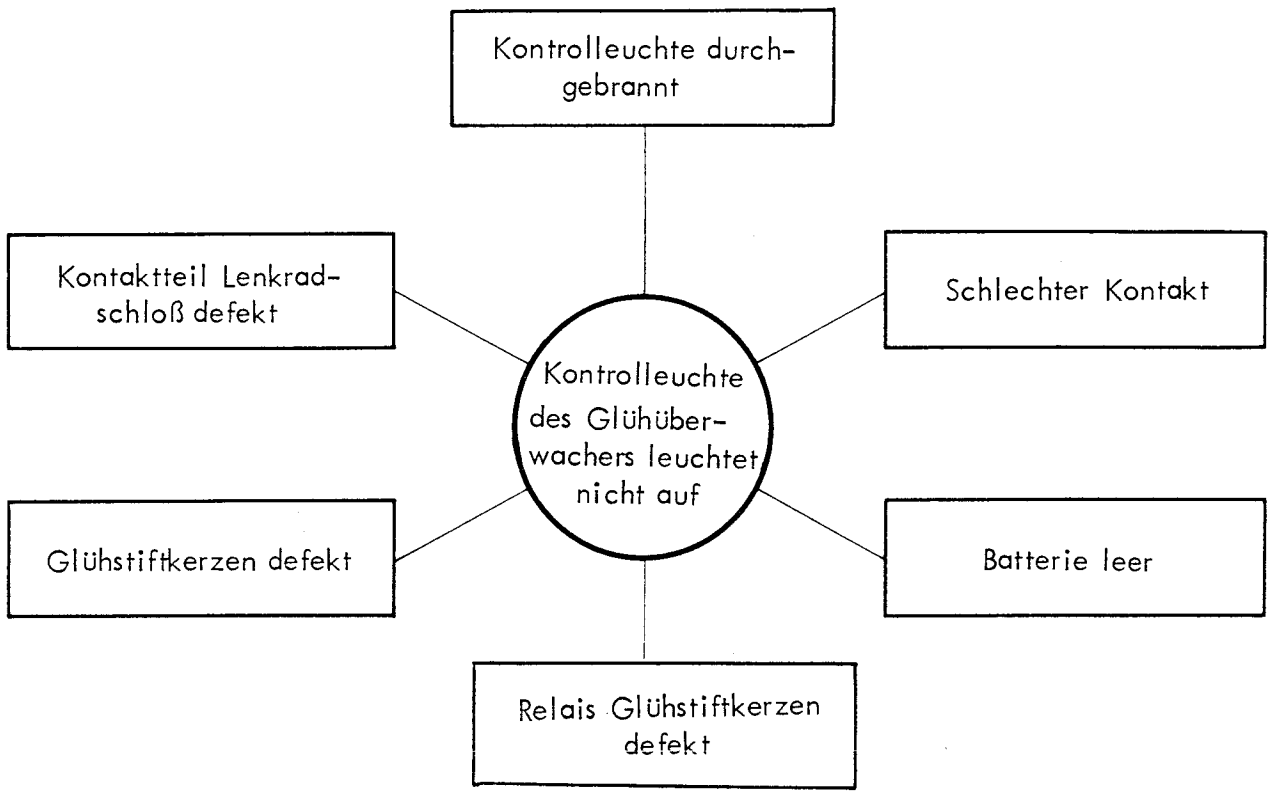 Kontrolleuchte durch-
gebrannt
Kontaktteil Lenkrad-
schloß defekt
Schlechter Kontakt
Kontrolleuchte
des Glühüber-
wachers leuchtet
nicht auf
Glühstiftkerzen defekt
Batterie leer
Relais Glühstiftkerzen
defekt